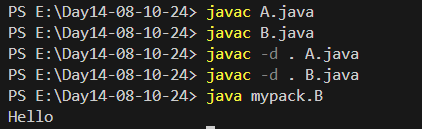 PS E:\Day14-08-10-24> javac A.java
PS E:\Day14-08-10-24> javac B.java
PS E:\Day14-08-10-24> javac -d . A.java
PS E:\Day14-08-10-24> javac -d . B.java
PS E:\Day14-08-10-24> java mypack.B
Hello